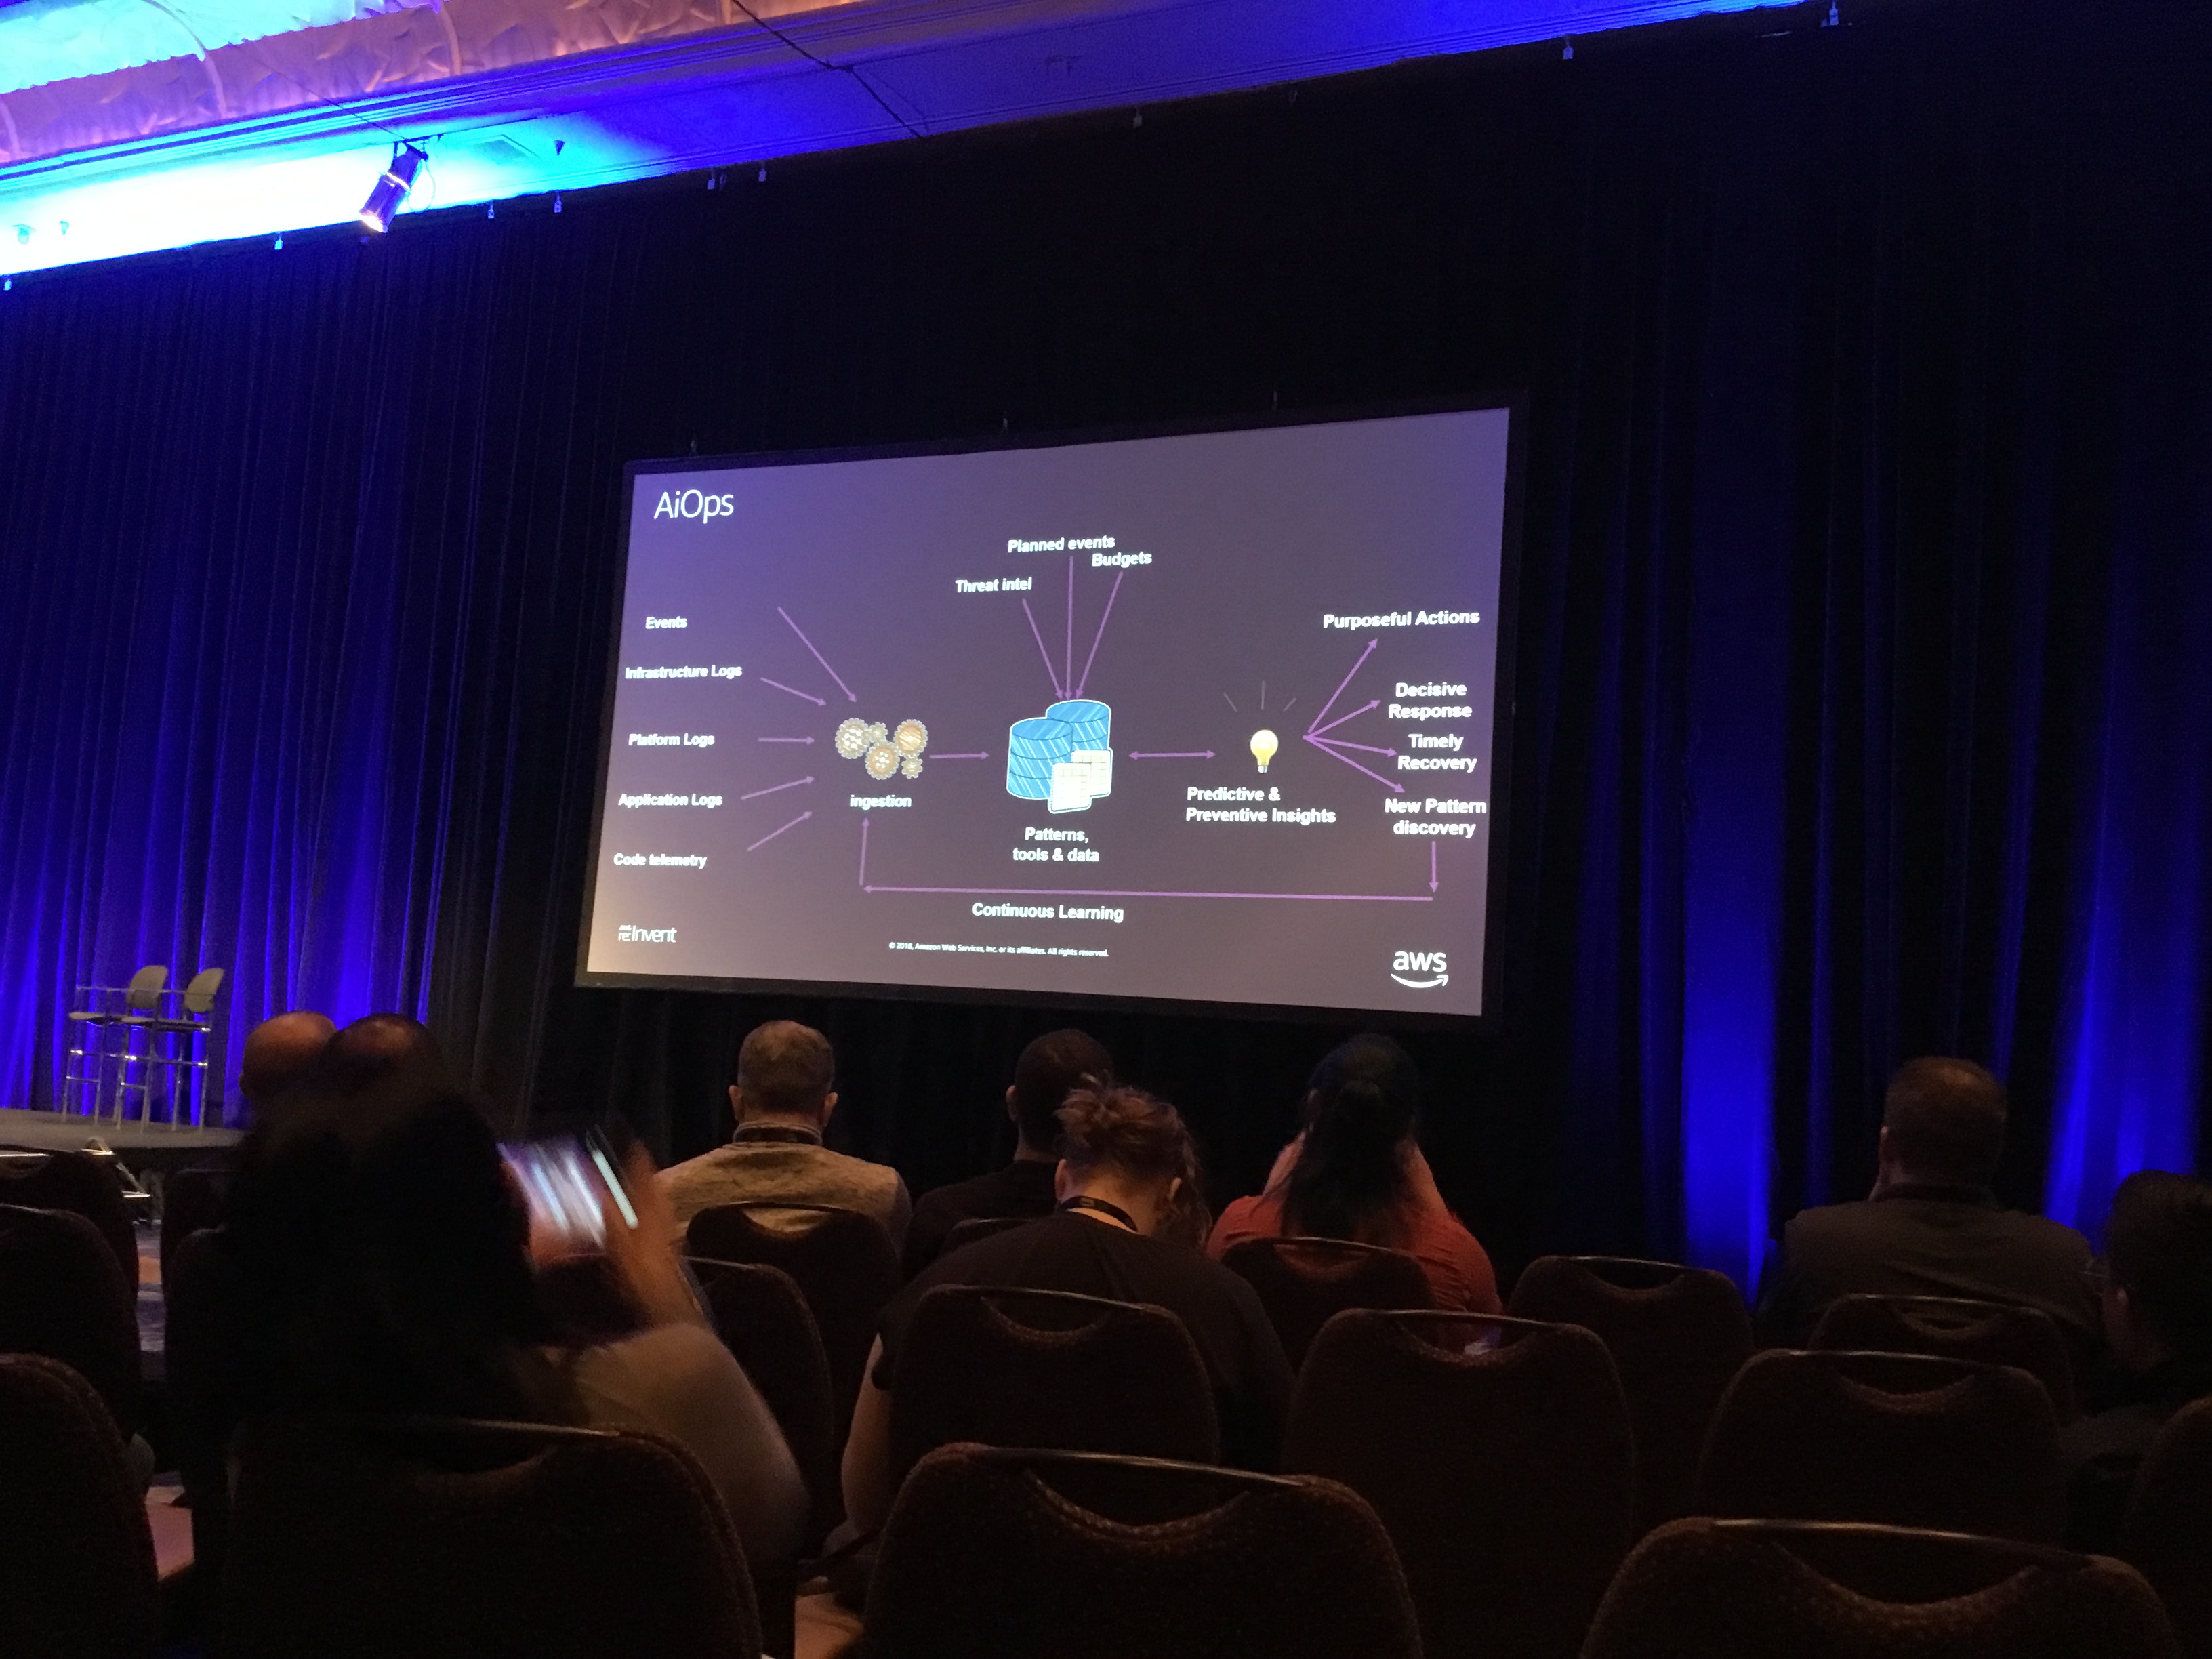 AiOps
Planned events
Budgets
Threat intel
Events
Infrastructure Logs
Platform Logs
Application Logs
Code telemetry
ingestion
Patterns,
tools & data
Predictive &
Preventive Insights
Purposeful Actions
Decisive
Response
Timely
Recovery
New Pattern
discovery
Continuous Learning
aws
re:Invent
© 2018, Amazon Web Services, Inc. or its affiliates. All rights reserved.
aws